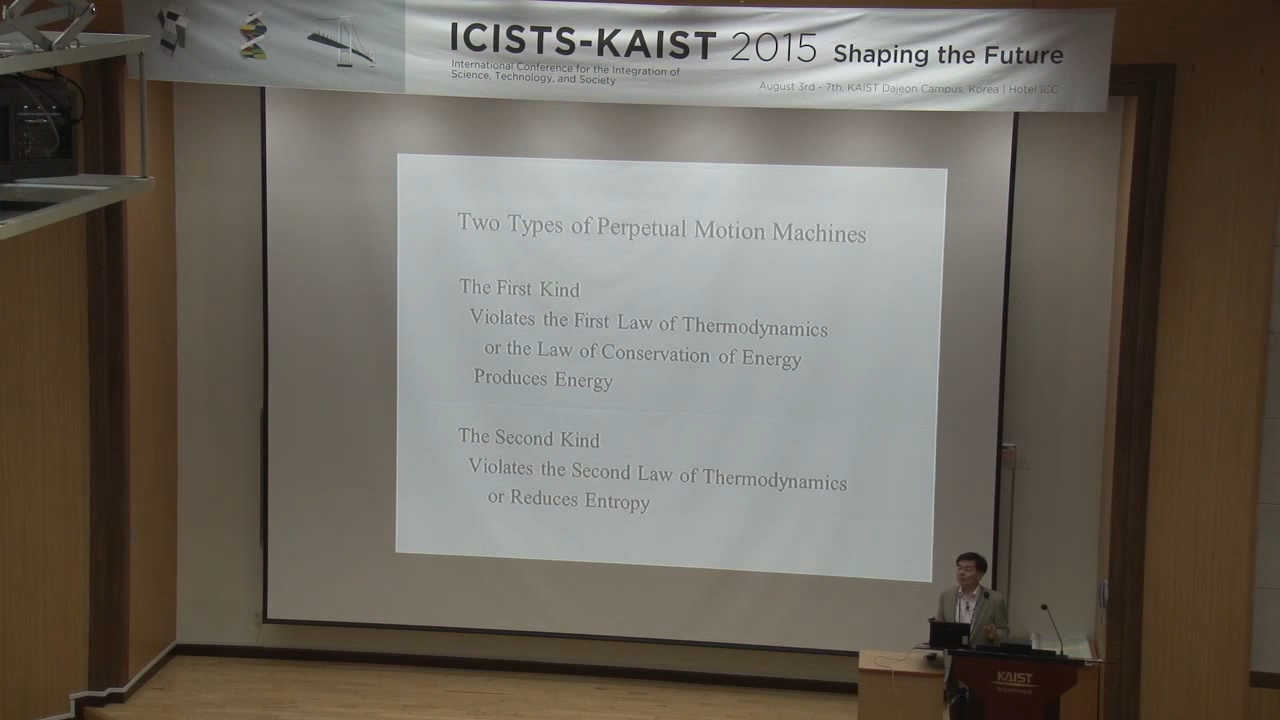 ICISTS-KAIST 2015 Shaping the Future
International Conference for the Integration of
Science, Technology, and Society
August 3rd - 7th, KAIST Dajeon Campus, Korea | Hotel ICC
Two Types of Perpetual Motion Machines
The First Kind
Violates the First Law of Thermodynamics
or the Law of Conservation of Energy
Produces Energy
The Second Kind
Violates the Second Law of Thermodynamics
or Reduces Entropy
KAIST